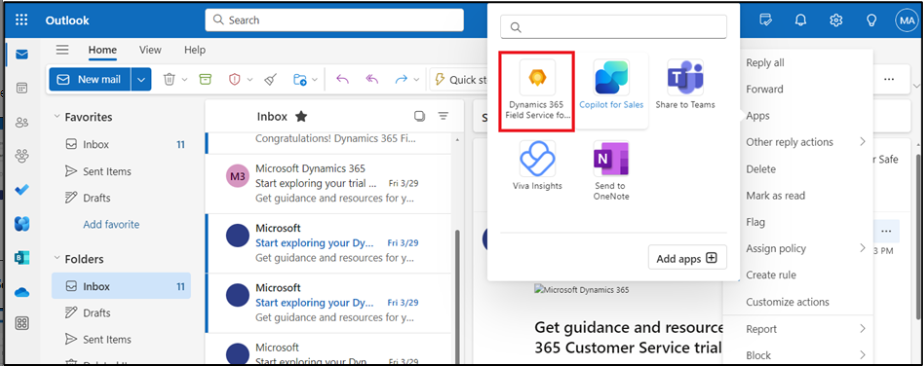 Outlook
Search
MA
Home
View
Help
New mail
Quick st
Favorites
Inbox 11
Sent Items
Drafts
Add favorite
Folders
Inbox 11
Drafts
Sent Items
Inbox
Congratulations! Dynamics 365 Fi...
M3
Microsoft Dynamics 365
Start exploring your trial ... Fri 3/29
Get guidance and resources for y...
Microsoft
Start exploring your Dy... Fri 3/29
Get guidance and resources for y...
Microsoft
Start exploring your Dy... Fri 3/29
Get guidance and resources for y...
Microsoft
Start exploring your Dyn... Fri 3/29
S
Dynamics 365
Field Service fo...
Copilot for Sales
Share to Teams
Viva Insights
Send to
OneNote
Add apps
Microsoft Dynamics 365
Get guidance and resource
365 Customer Service trial
Reply all
Forward
Apps
Other reply actions
Delete
Mark as read
Flag
Assign policy
Create rule
Customize actions
Report
Block
r Safe
3 PM